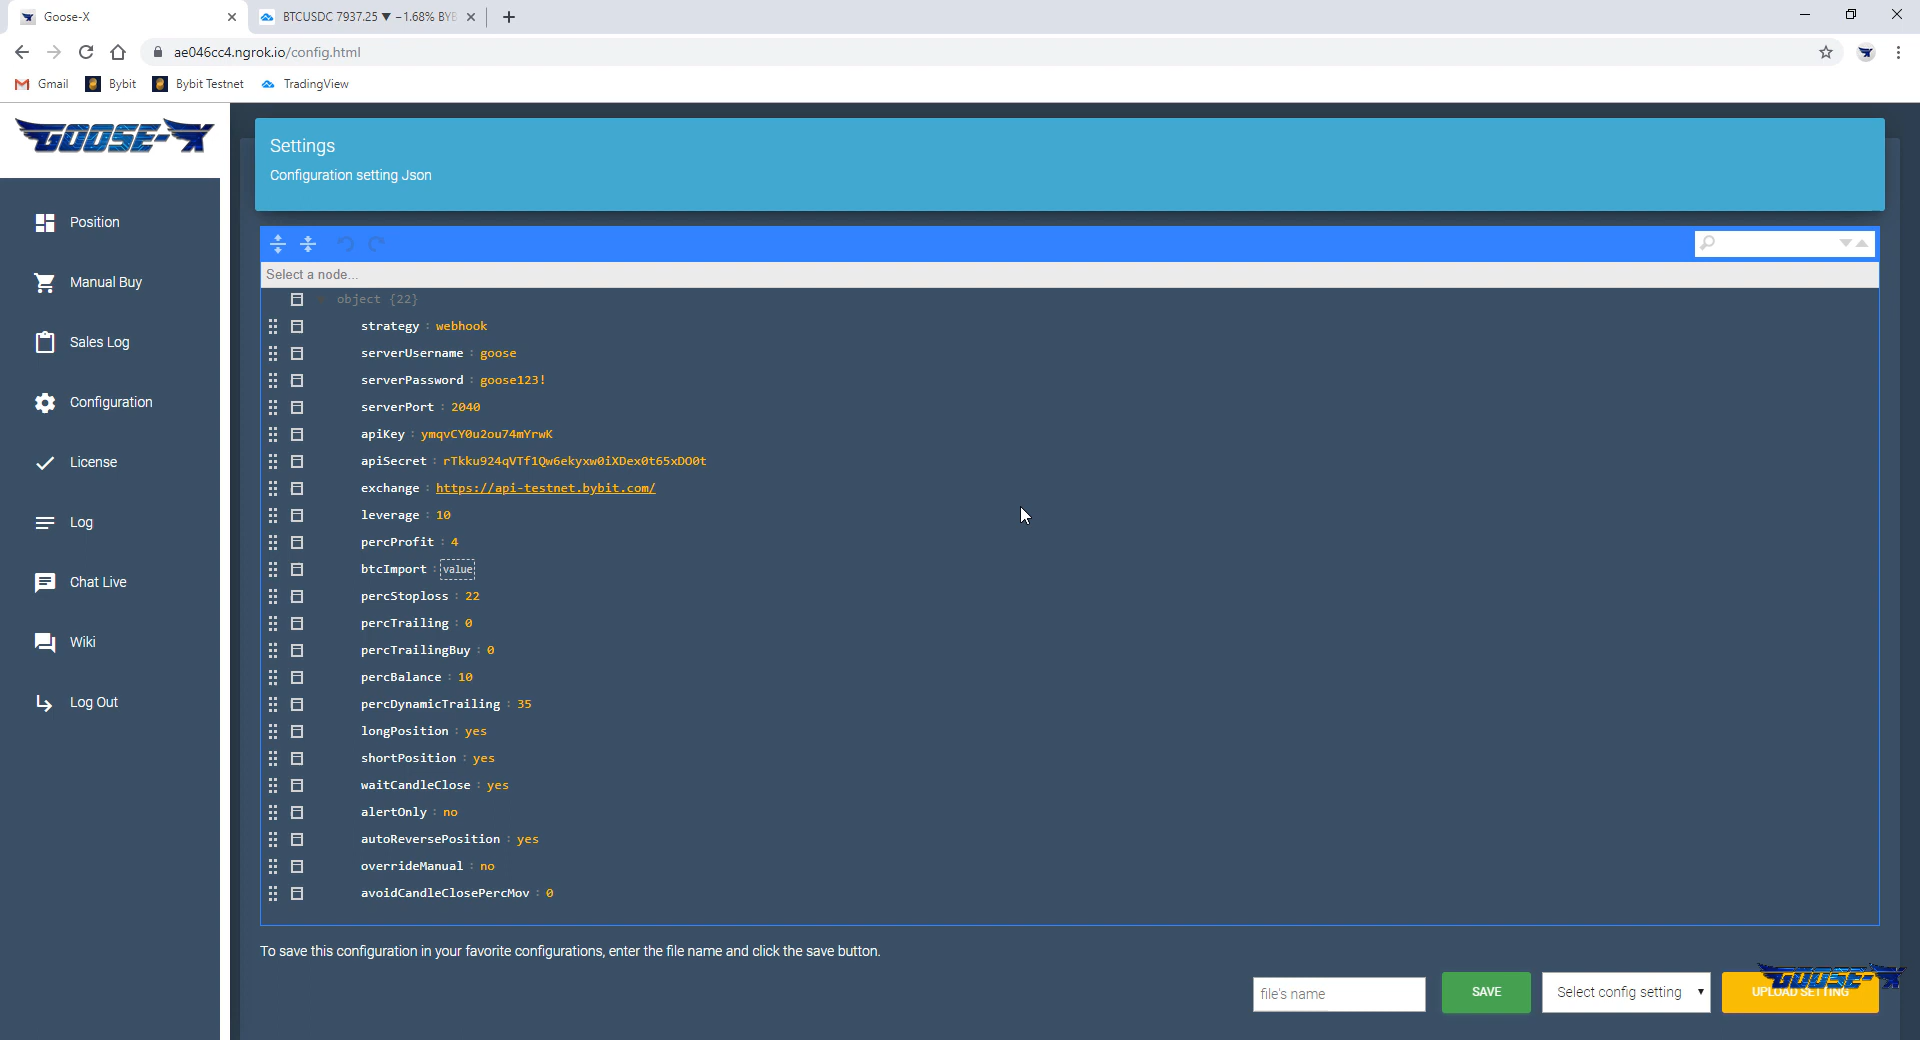 Goose-X
BTCUSDC 7937.25 ▼ −1.68% BYB
ae046cc4.ngrok.io/config.html
Gmail Bybit Bybit Testnet TradingView
GOOSE-X
Settings
Configuration setting Json
Position
Manual Buy
Sales Log
Configuration
License
Log
Chat Live
Wiki
Log Out
Select a node...
object {22}
strategy : webhook
serverUsername : goose
serverPassword : goose123!
serverPort : 2040
apiKey : ymqvCY0u2ou74mYrwK
apiSecret : rTkku924qVTf1Qw6ekyxw0iXDex0t65xDO0t
exchange : https://api-testnet.bybit.com/
leverage : 10
percProfit : 4
btcImport : value
percStoploss : 22
percTrailing : 0
percTrailingBuy : 0
percBalance : 10
percDynamicTrailing : 35
longPosition : yes
shortPosition : yes
waitCandleClose : yes
alertOnly : no
autoReversePosition : yes
overrideManual : no
avoidCandleClosePercMov : 0
To save this configuration in your favorite configurations, enter the file name and click the save button.
file's name
SAVE
Select config setting
UPLOAD SETTING
GOOSE-X